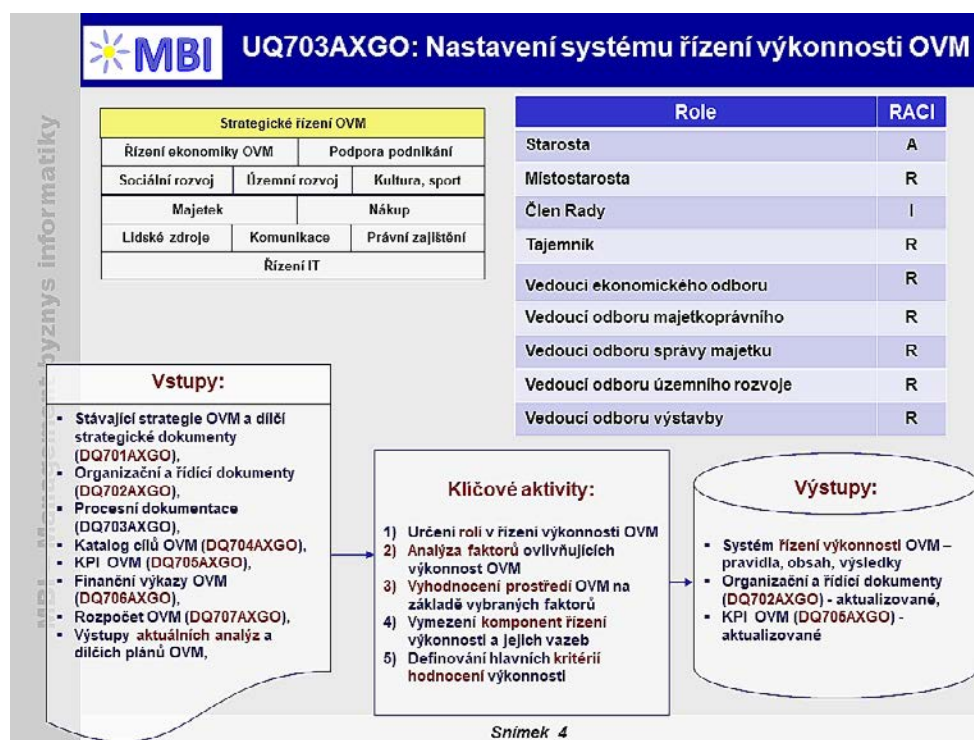 MBI
UQ703AXGO: Nastavení systému řízení výkonnosti OVM
MBI Management byznys informatiky
Strategické řízení OVM
Řízení ekonomiky OVM Podpora podnikání
Sociální rozvoj Územní rozvoj Kultura, sport
Majetek Nákup
Lidské zdroje Komunikace Právní zajištění
Řízení IT
Role RACI
Starosta A
Místostarosta R
Člen Rady I
Tajemník R
Vedoucí ekonomického odboru R
Vedoucí odboru majetkoprávního R
Vedoucí odboru správy majetku R
Vedoucí odboru územního rozvoje R
Vedoucí odboru výstavby R
Vstupy:
▪ Stávající strategie OVM a dílčí
strategické dokumenty
(DQ701AXGO),
▪ Organizační a řídící dokumenty
(DQ702AXGO),
▪ Procesní dokumentace
(DQ703AXGO),
▪ Katalog cílů OVM (DQ704AXGO),
▪ KPI OVM (DQ705AXGO),
▪ Finanční výkazy OVM
(DQ706AXGO),
▪ Rozpočet OVM (DQ707AXGO),
▪ Výstupy aktuálních analýz a
dílčích plánů OVM,
Klíčové aktivity:
1) Určení rolí v řízení výkonnosti OVM
2) Analýza faktorů ovlivňujících
výkonnost OVM
3) Vyhodnocení prostředí OVM na
základě vybraných faktorů
4) Vymezení komponent řízení
výkonnosti a jejich vazeb
5) Definování hlavních kritérií
hodnocení výkonnosti
Výstupy:
▪ Systém řízení výkonnosti OVM –
pravidla, obsah, výsledky
▪ Organizační a řídící dokumenty
(DQ702AXGO) - aktualizované,
▪ KPI OVM (DQ705AXGO) -
aktualizované
Snímek 4